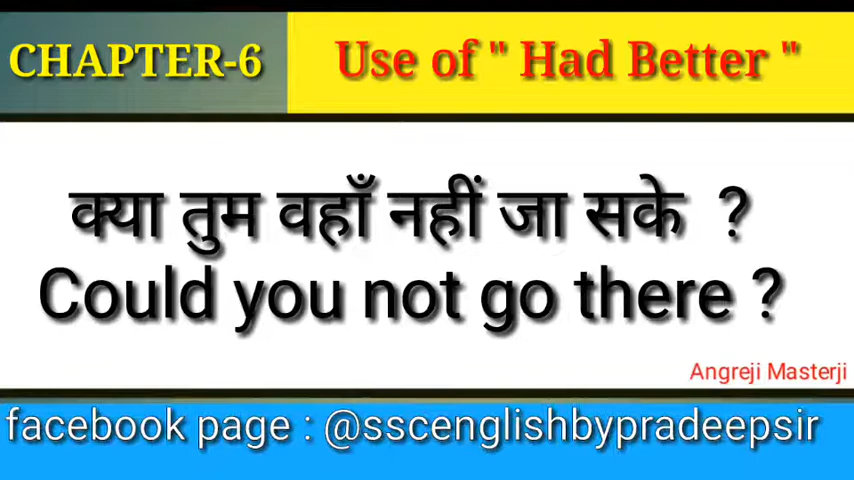 CHAPTER-6
Use of " Had Better "
क्या तुम वहाँ नहीं जा सके ?
Could you not go there ?
Angreji Masterji
facebook page : @sscenglishbypradeepsir